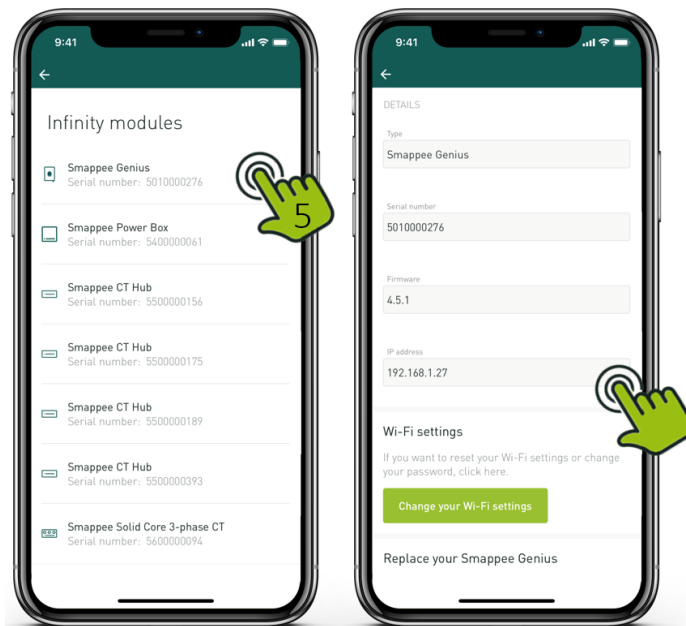 9:41
Infinity modules
Smappee Genius
Serial number: 5010000276
5
Smappee Power Box
Serial number: 5400000061
Smappee CT Hub
Serial number: 5500000156
Smappee CT Hub
Serial number: 5500000175
Smappee CT Hub
Serial number: 5500000189
Smappee CT Hub
Serial number: 5500000393
Smappee Solid Core 3-phase CT
Serial number: 5600000094
9:41
DETAILS
Type
Smappee Genius
Serial number
5010000276
Firmware
4.5.1
IP address
192.168.1.27
Wi-Fi settings
If you want to reset your Wi-Fi settings or change
your password, click here.
Change your Wi-Fi settings
Replace your Smappee Genius